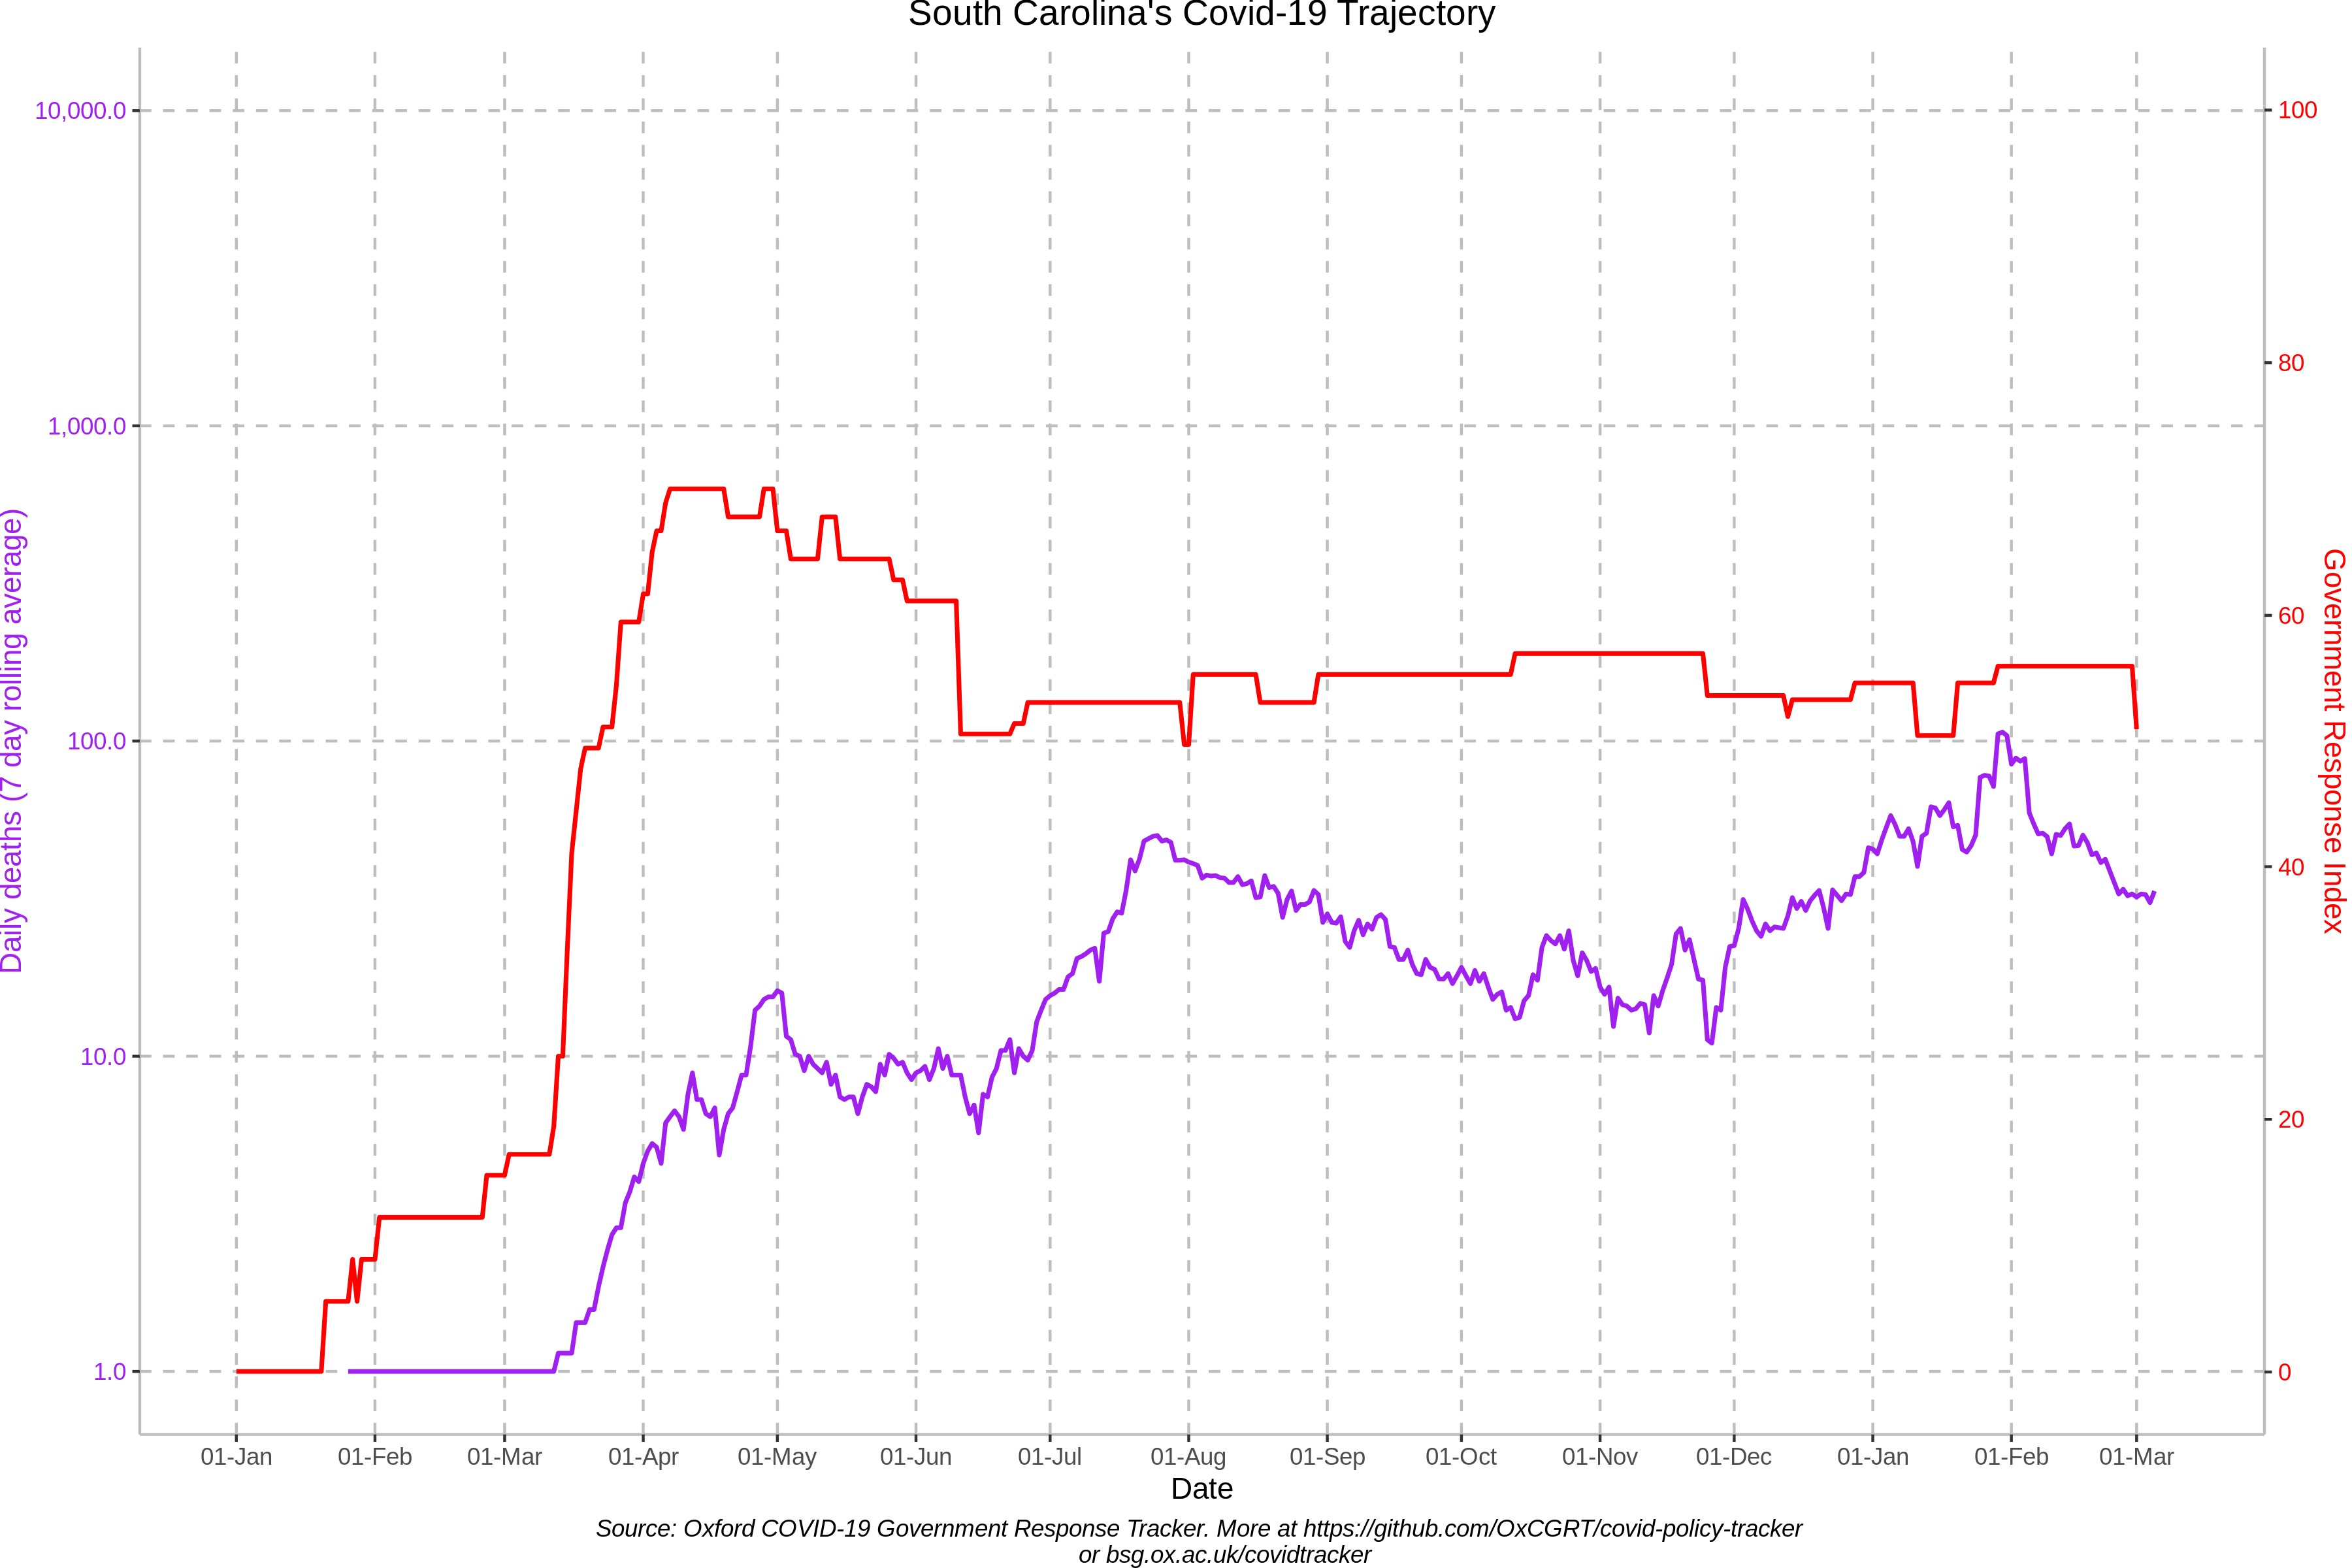 South Carolina's Covid-19 Trajectory
10,000.0
1,000.0
100.0
10.0
1.0
Daily deaths (7 day rolling average)
100
80
60
40
20
0
Government Response Index
01-Jan 01-Feb 01-Mar 01-Apr 01-May 01-Jun 01-Jul 01-Aug 01-Sep 01-Oct 01-Nov 01-Dec 01-Jan 01-Feb 01-Mar
Date
Source: Oxford COVID-19 Government Response Tracker. More at https://github.com/OxCGRT/covid-policy-tracker
or bsg.ox.ac.uk/covidtracker